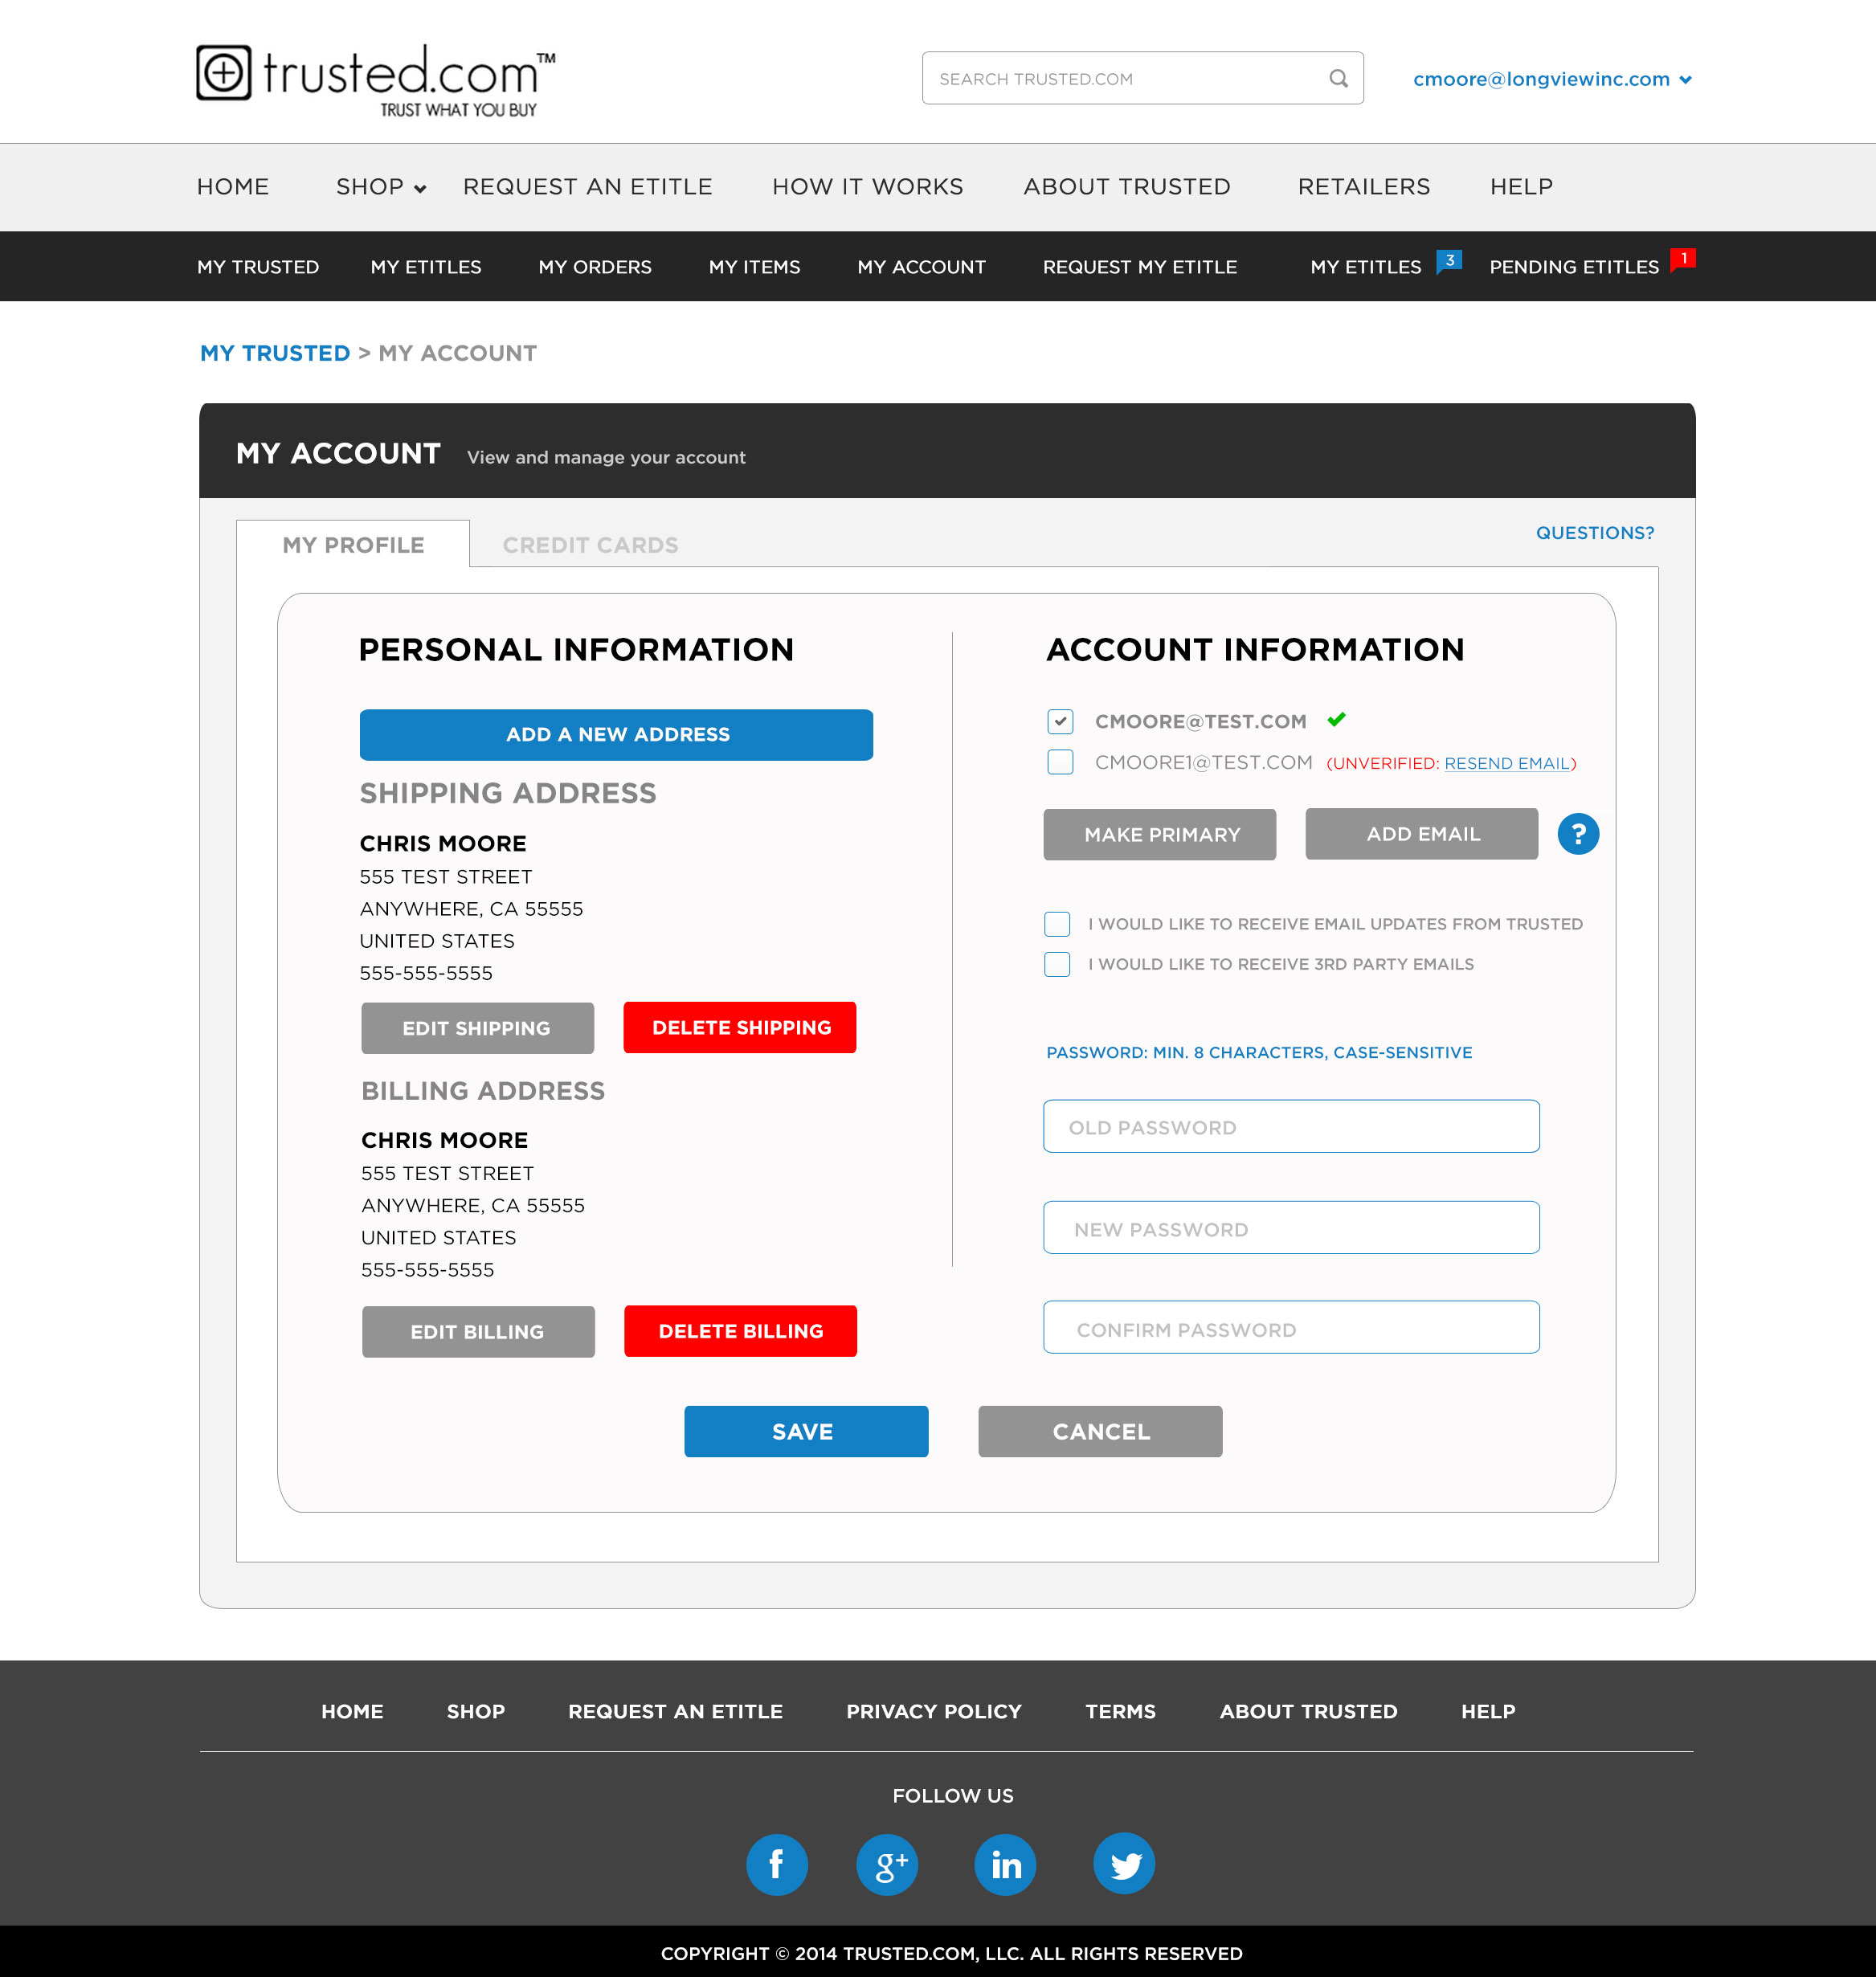 trusted.com™
TRUST WHAT YOU BUY
SEARCH TRUSTED.COM
cmoore@longviewinc.com
HOME SHOP REQUEST AN ETITLE HOW IT WORKS ABOUT TRUSTED RETAILERS HELP
MY TRUSTED MY ETITLES MY ORDERS MY ITEMS MY ACCOUNT REQUEST MY ETITLE MY ETITLES 3 PENDING ETITLES 1
MY TRUSTED > MY ACCOUNT
MY ACCOUNT View and manage your account
MY PROFILE CREDIT CARDS QUESTIONS?
PERSONAL INFORMATION
ADD A NEW ADDRESS
SHIPPING ADDRESS
CHRIS MOORE
555 TEST STREET
ANYWHERE, CA 55555
UNITED STATES
555-555-5555
EDIT SHIPPING DELETE SHIPPING
BILLING ADDRESS
CHRIS MOORE
555 TEST STREET
ANYWHERE, CA 55555
UNITED STATES
555-555-5555
EDIT BILLING DELETE BILLING
ACCOUNT INFORMATION
CMOORE@TEST.COM
CMOORE1@TEST.COM (UNVERIFIED: RESEND EMAIL)
MAKE PRIMARY ADD EMAIL ?
I WOULD LIKE TO RECEIVE EMAIL UPDATES FROM TRUSTED
I WOULD LIKE TO RECEIVE 3RD PARTY EMAILS
PASSWORD: MIN. 8 CHARACTERS, CASE-SENSITIVE
OLD PASSWORD
NEW PASSWORD
CONFIRM PASSWORD
SAVE CANCEL
HOME SHOP REQUEST AN ETITLE PRIVACY POLICY TERMS ABOUT TRUSTED HELP
FOLLOW US
f g+ in
COPYRIGHT © 2014 TRUSTED.COM, LLC. ALL RIGHTS RESERVED